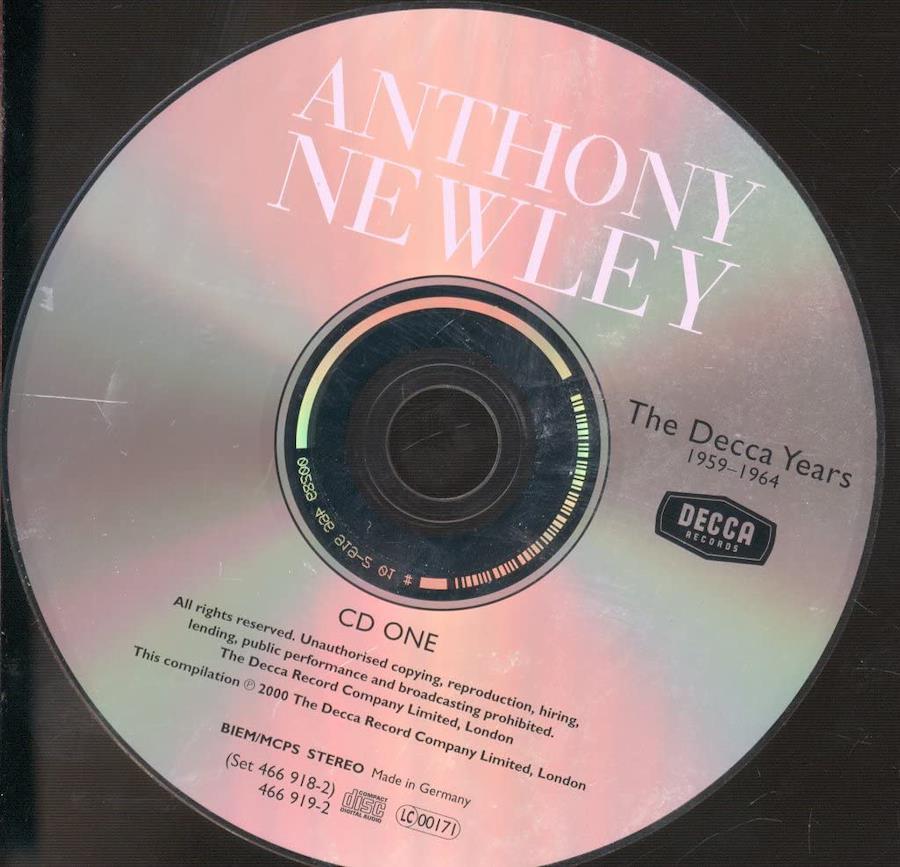 ANTHONY
NEWLEY
The Decca Years
1959–1964
DECCA
RECORDS
CD ONE
All rights reserved. Unauthorised copying, reproduction, hiring,
lending, public performance and broadcasting prohibited.
The Decca Record Company Limited, London
This compilation ℗ 2000 The Decca Record Company Limited, London
BIEM/MCPS STEREO Made in Germany
(Set 466 918-2)
466 919-2
COMPACT
disc
DIGITAL AUDIO
LC 00171